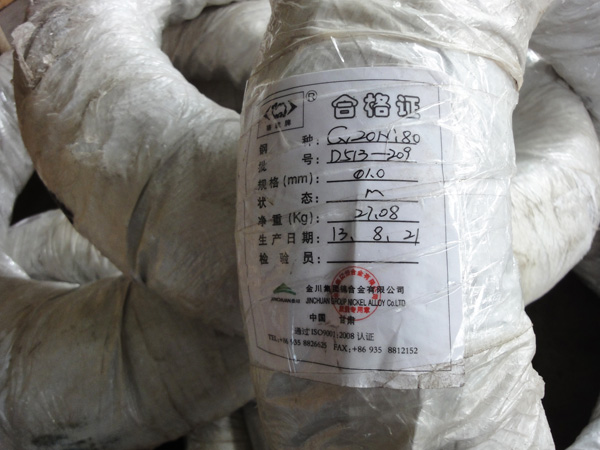 ® 合格证
钢 种: Cr20Ni80
批 号: D513-209
规格(mm): Φ1.0
状 态: M
净重(Kg): 27.08
生产日期: 13.8.21
检验员:
金川集团镍合金有限公司
JINCHUAN GROUP NICKEL ALLOY Co.LTD
中国 甘肃
通过ISO9001:2008认证
FAX:+86 935 8812152